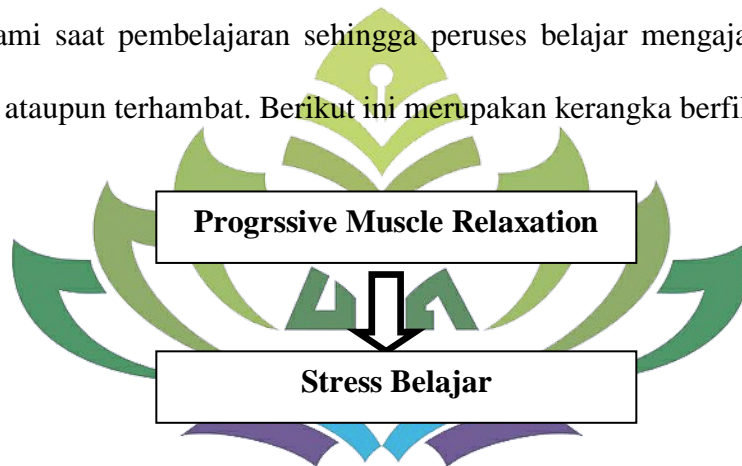 ami saat pembelajaran sehingga peruses belajar mengaja
ataupun terhambat. Berikut ini merupakan kerangka berfi
Progrssive Muscle Relaxation
Stress Belajar